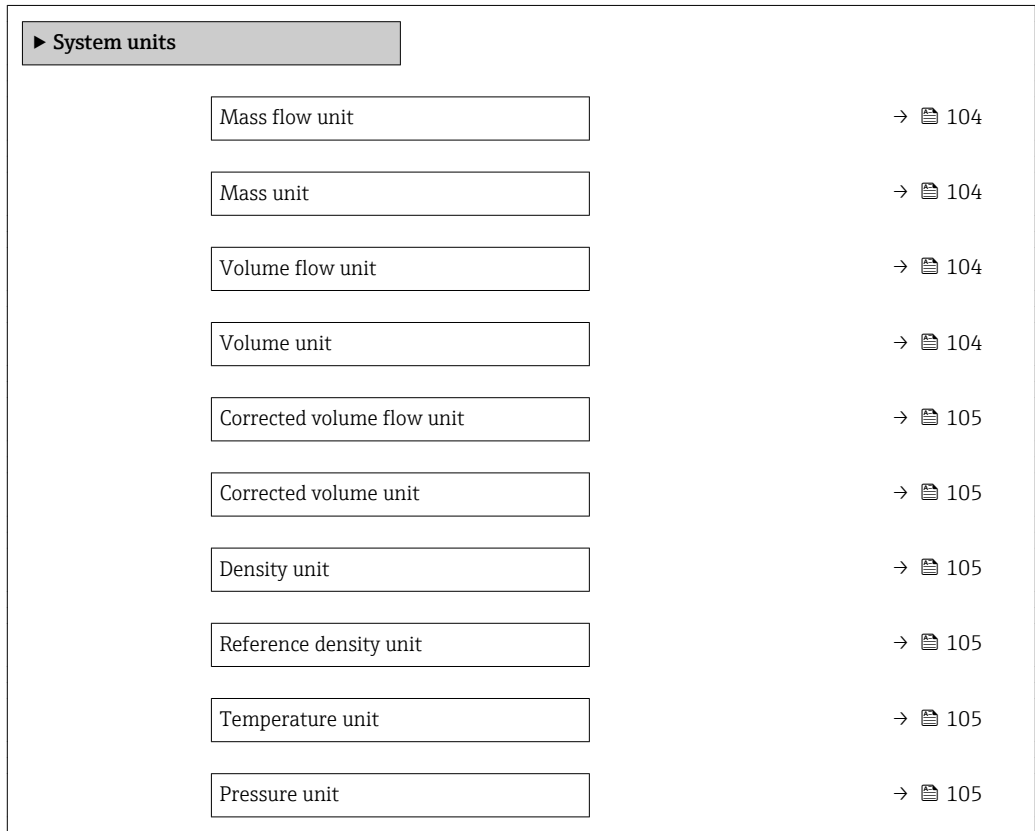 ▶ System units
Mass flow unit → 104
Mass unit → 104
Volume flow unit → 104
Volume unit → 104
Corrected volume flow unit → 105
Corrected volume unit → 105
Density unit → 105
Reference density unit → 105
Temperature unit → 105
Pressure unit → 105